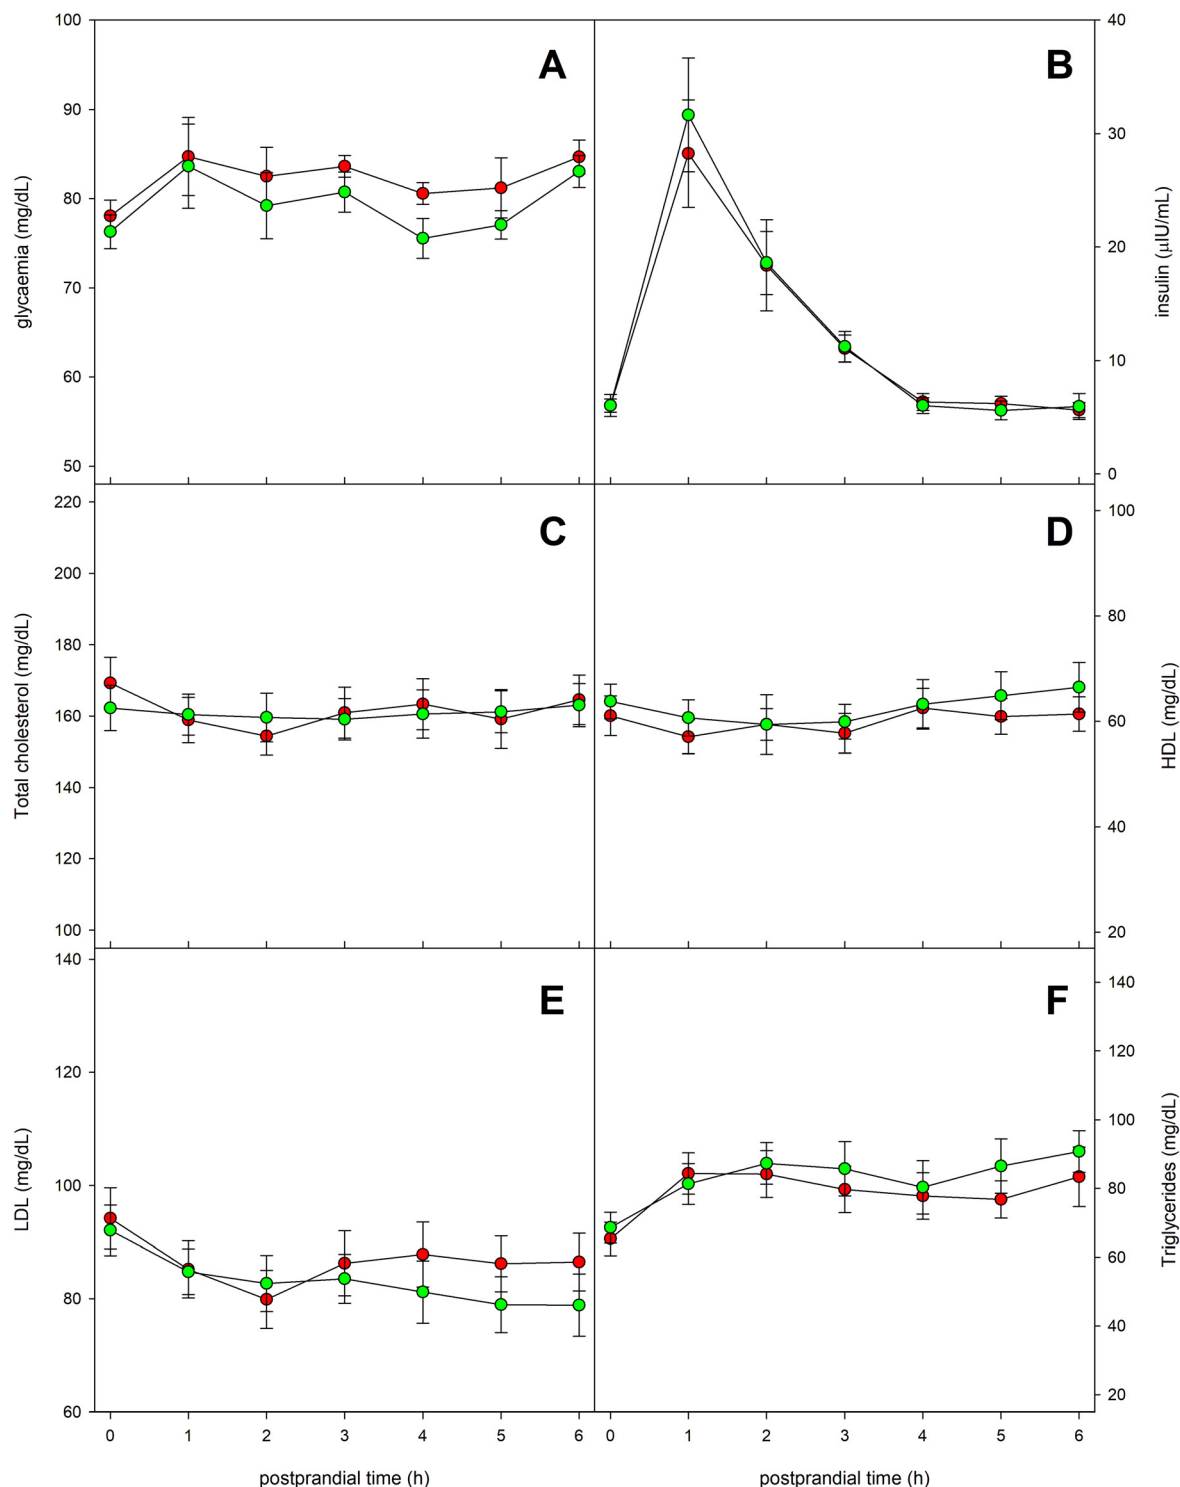 100
90
80
70
60
50
glycaemia (mg/dL)
A
B
40
30
20
10
0
insulin (µIU/mL)
220
200
180
160
140
120
100
Total cholesterol (mg/dL)
C
D
100
80
60
40
20
HDL (mg/dL)
140
120
100
80
60
LDL (mg/dL)
E
F
140
120
100
80
60
40
20
Triglycerides (mg/dL)
0 1 2 3 4 5 6
0 1 2 3 4 5 6
postprandial time (h)
postprandial time (h)